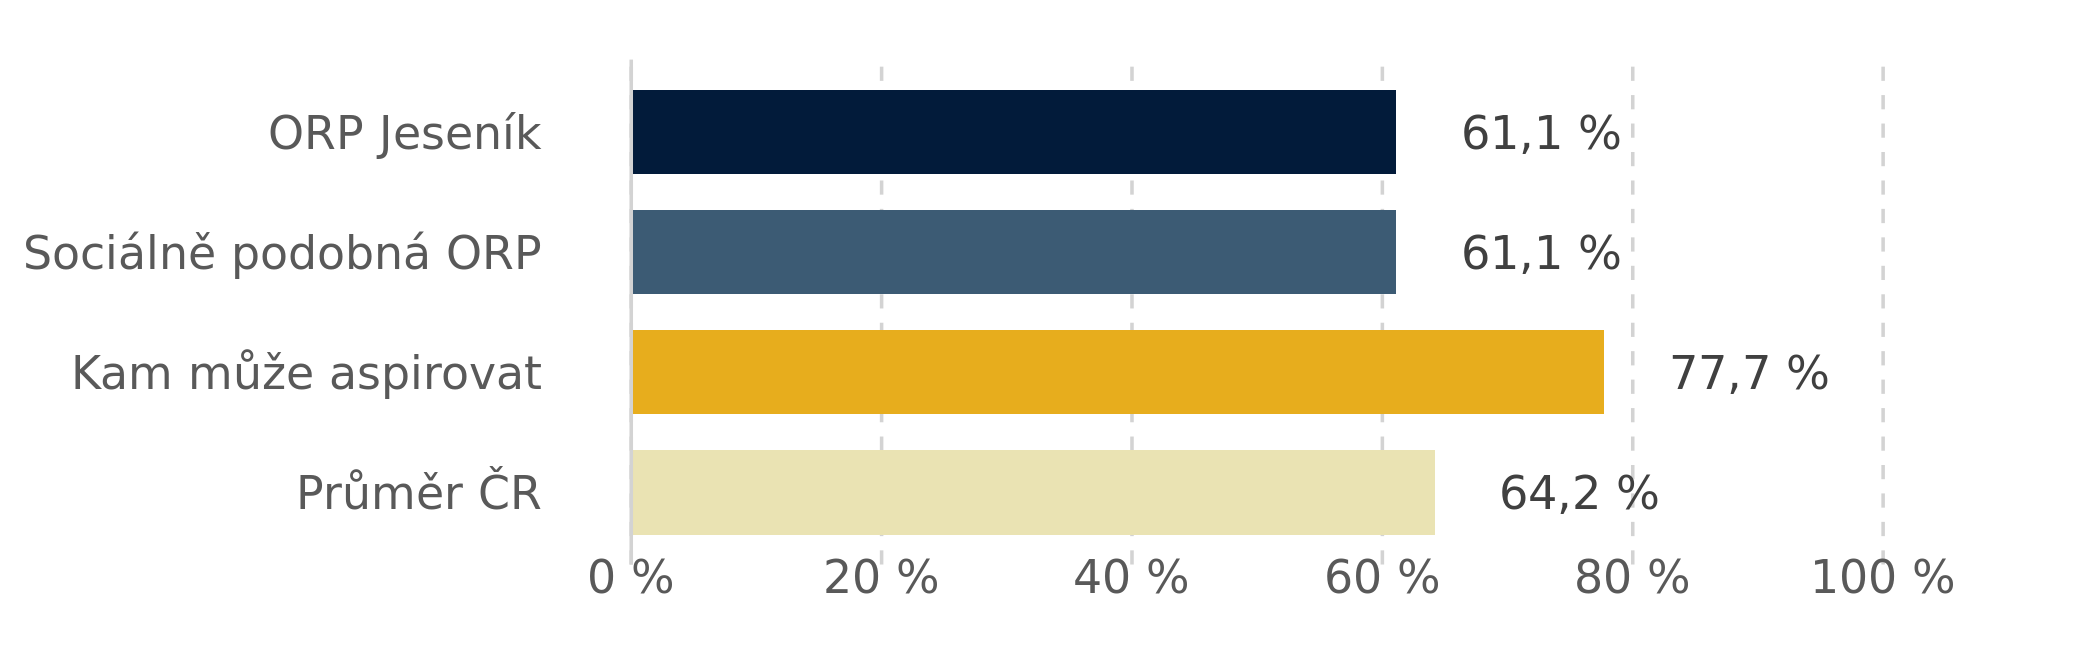 ORP Jeseník 61,1 %
Sociálně podobná ORP 61,1 %
Kam může aspirovat 77,7 %
Průměr ČR 64,2 %
0 % 20 % 40 % 60 % 80 % 100 %